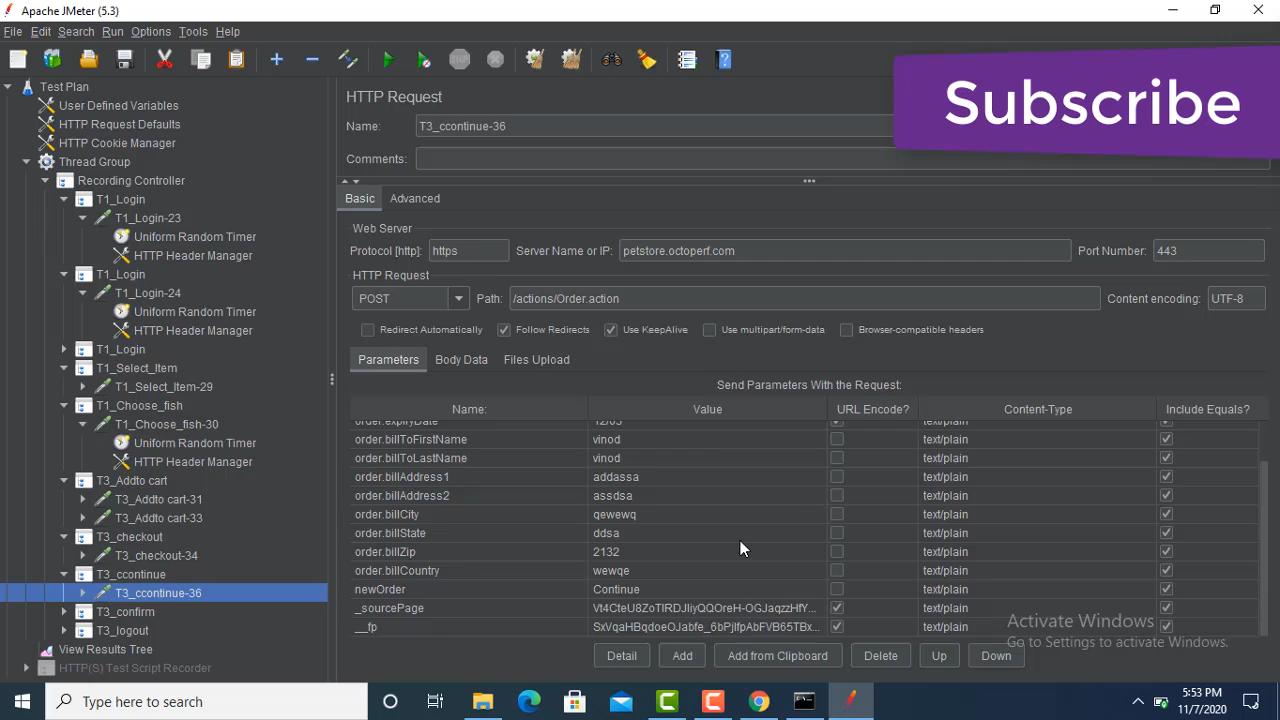 Apache JMeter (5.3)
File Edit Search Run Options Tools Help
Subscribe
Test Plan
User Defined Variables
HTTP Request Defaults
HTTP Cookie Manager
Thread Group
Recording Controller
T1_Login
T1_Login-23
Uniform Random Timer
HTTP Header Manager
T1_Login
T1_Login-24
Uniform Random Timer
HTTP Header Manager
T1_Login
T1_Select_Item
T1_Select_Item-29
T1_Choose_fish
T1_Choose_fish-30
Uniform Random Timer
HTTP Header Manager
T3_Addto cart
T3_Addto cart-31
T3_Addto cart-33
T3_checkout
T3_checkout-34
T3_ccontinue
T3_ccontinue-36
T3_confirm
T3_logout
View Results Tree
HTTP(S) Test Script Recorder
HTTP Request
Name: T3_ccontinue-36
Comments:
Basic Advanced
Web Server
Protocol [http]: https Server Name or IP: petstore.octoperf.com Port Number: 443
HTTP Request
POST Path: /actions/Order.action Content encoding: UTF-8
Redirect Automatically Follow Redirects Use KeepAlive Use multipart/form-data Browser-compatible headers
Parameters Body Data Files Upload
Send Parameters With the Request:
Name: Value URL Encode? Content-Type Include Equals?
order.expiryDate 12/03 text/plain
order.billToFirstName vinod text/plain
order.billToLastName vinod text/plain
order.billAddress1 addassa text/plain
order.billAddress2 assdsa text/plain
order.billCity qewewq text/plain
order.billState ddsa text/plain
order.billZip 2132 text/plain
order.billCountry wewqe text/plain
newOrder Continue text/plain
_sourcePage text/plain
__fp text/plain
Detail Add Add from Clipboard Delete Up Down
Activate Windows
Go to Settings to activate Windows.
Type here to search
5:53 PM
11/7/2020